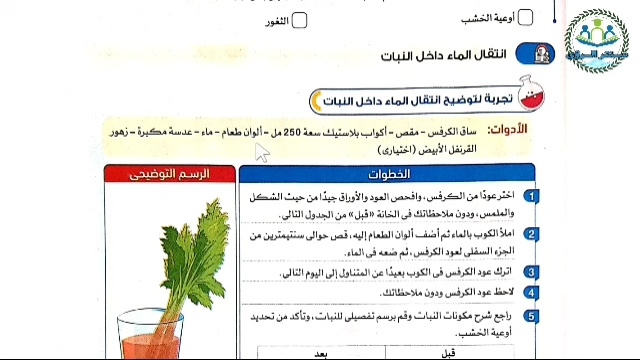 أوعية الخشب
الثغور
انتقال الماء داخل النبات
تجربة لتوضيح انتقال الماء داخل النبات
الأدوات: ساق الكرفس - مقص - أكواب بلاستيك سعة 250 مل - ألوان طعام - ماء - عدسة مكبرة - زهور
القرنفل الأبيض (اختيارى)
الخطوات
الرسم التوضيحى
1 اختر عودًا من الكرفس، وافحص العود والأوراق جيدًا من حيث الشكل
والملمس، ودون ملاحظاتك فى الخانة «قبل» من الجدول التالى.
2 املأ الكوب بالماء ثم أضف ألوان الطعام إليه، قص حوالى سنتيمترين من
الجزء السفلى لعود الكرفس، ثم ضعه فى الماء.
3 اترك عود الكرفس فى الكوب بعيدًا عن المتناول إلى اليوم التالى.
4 لاحظ عود الكرفس ودون ملاحظاتك.
5 راجع شرح مكونات النبات وقم برسم تفصيلى للنبات، وتأكد من تحديد
أوعية الخشب.
قبل
بعد